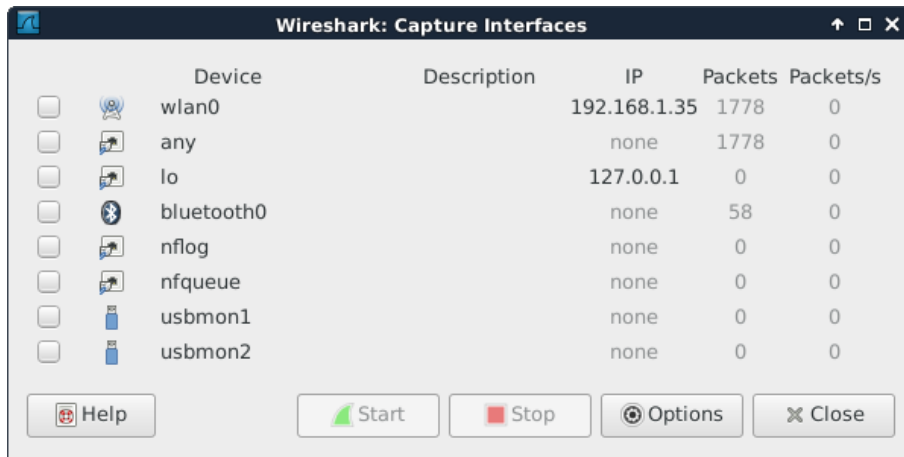 Wireshark: Capture Interfaces
Device Description IP Packets Packets/s
wlan0 192.168.1.35 1778 0
any none 1778 0
lo 127.0.0.1 0 0
bluetooth0 none 58 0
nflog none 0 0
nfqueue none 0 0
usbmon1 none 0 0
usbmon2 none 0 0
Help Start Stop Options Close